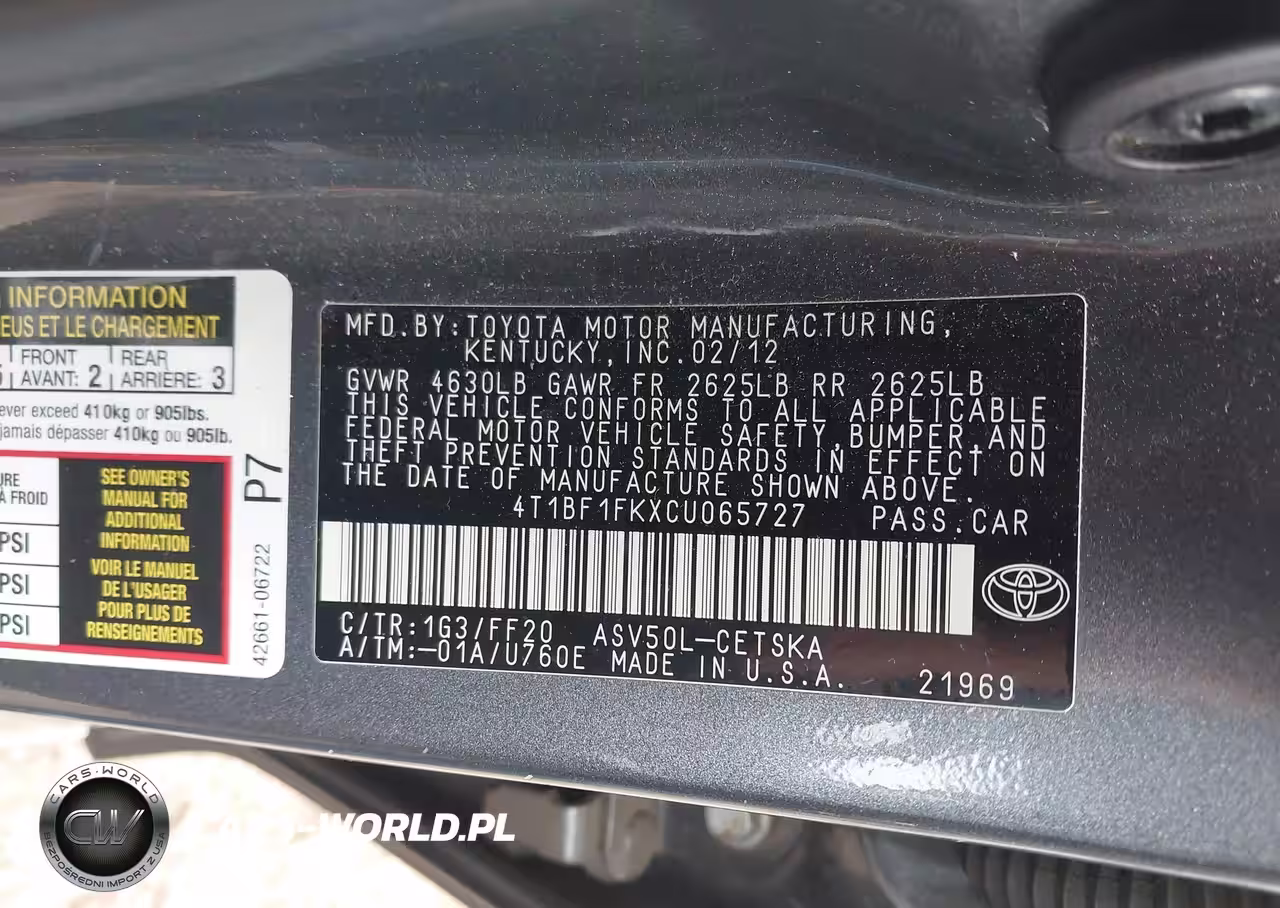 INFORMATION
EUS ET LE CHARGEMENT
FRONT
AVANT: 2
REAR
ARRIÈRE: 3
ever exceed 410kg or 905lbs.
jamais dépasser 410kg ou 905lb.
À FROID
PSI
PSI
PSI
SEE OWNER'S
MANUAL FOR
ADDITIONAL
INFORMATION
VOIR LE MANUEL
DE L'USAGER
POUR PLUS DE
RENSEIGNEMENTS
P7
42661-06722
MFD.BY:TOYOTA MOTOR MANUFACTURING,
KENTUCKY,INC.02/12
GVWR 4630LB GAWR FR 2625LB RR 2625LB
THIS VEHICLE CONFORMS TO ALL APPLICABLE
FEDERAL MOTOR VEHICLE SAFETY,BUMPER,AND
THEFT PREVENTION STANDARDS IN EFFECT ON
THE DATE OF MANUFACTURE SHOWN ABOVE.
4T1BF1FKXCU065727 PASS.CAR
C/TR:1G3/FF20 ASV50L-CETSKA
A/TM:-01A/U760E MADE IN U.S.A.
21969
CARS-WORLD
CW
BEZPOŚREDNI IMPORT Z USA
-WORLD.PL